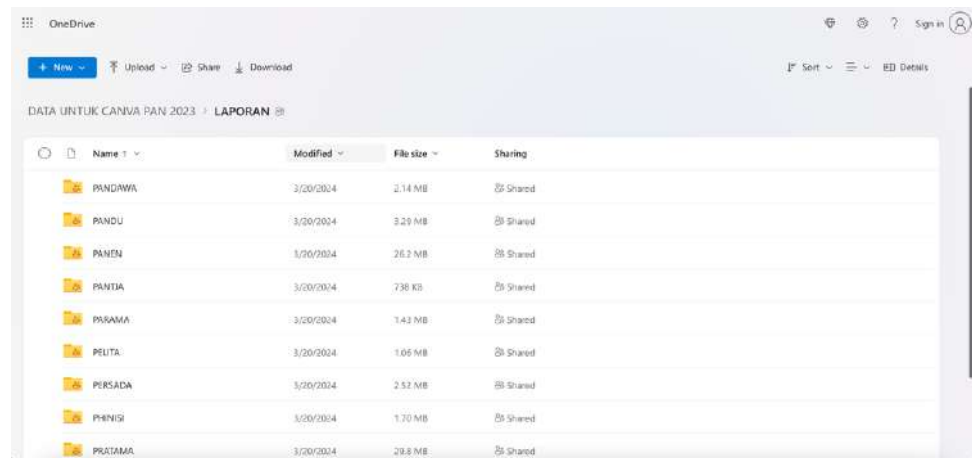 OneDrive ? Sign in
+ New Upload Share Download Sort Details
DATA UNTUK CANVA PAN 2023 > LAPORAN
Name ↑ Modified File size Sharing
PANDAWA 3/20/2024 2.14 MB Shared
PANDU 3/20/2024 3.29 MB Shared
PANEN 3/20/2024 26.2 MB Shared
PANTJA 3/20/2024 738 KB Shared
PARAMA 3/20/2024 1.43 MB Shared
PELITA 3/20/2024 1.06 MB Shared
PERSADA 3/20/2024 2.52 MB Shared
PHINISI 3/20/2024 1.70 MB Shared
PRATAMA 3/20/2024 29.8 MB Shared